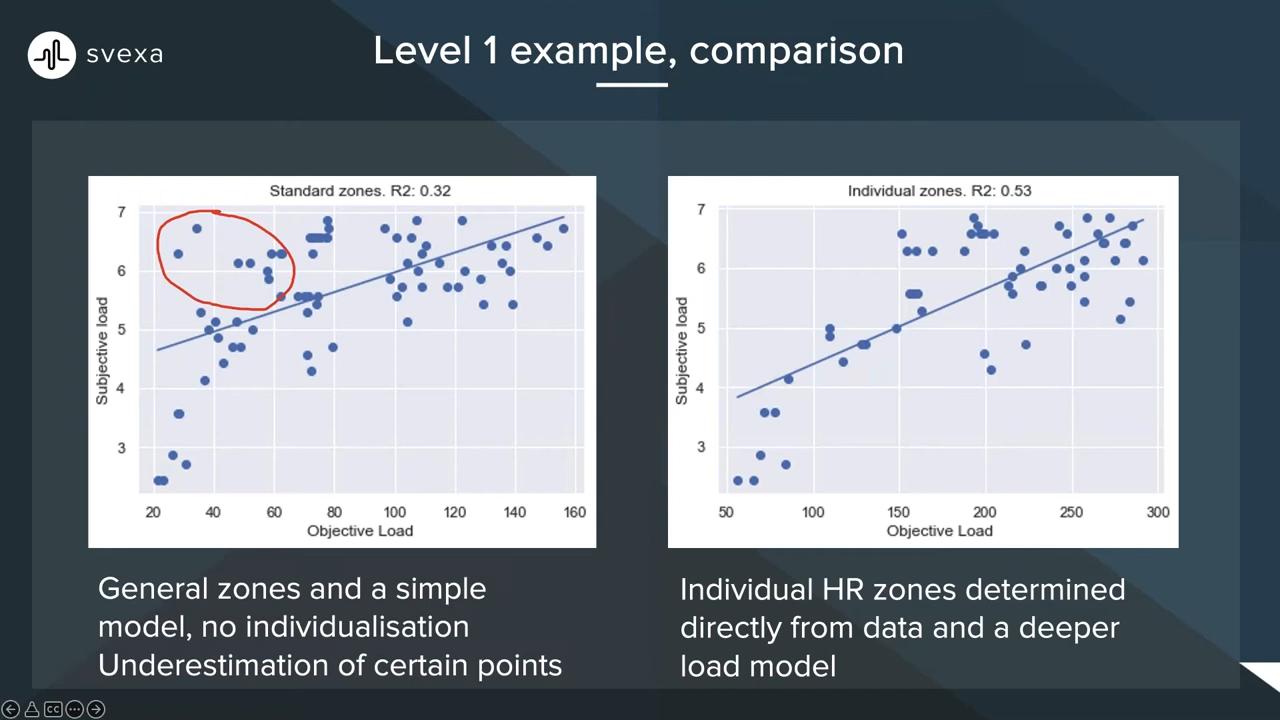 svexa
Level 1 example, comparison
Standard zones. R2: 0.32
7
6
5
4
3
Subjective load
20 40 60 80 100 120 140 160
Objective Load
Individual zones. R2: 0.53
7
6
5
4
3
Subjective load
50 100 150 200 250 300
Objective Load
General zones and a simple
model, no individualisation
Underestimation of certain points
Individual HR zones determined
directly from data and a deeper
load model
CC